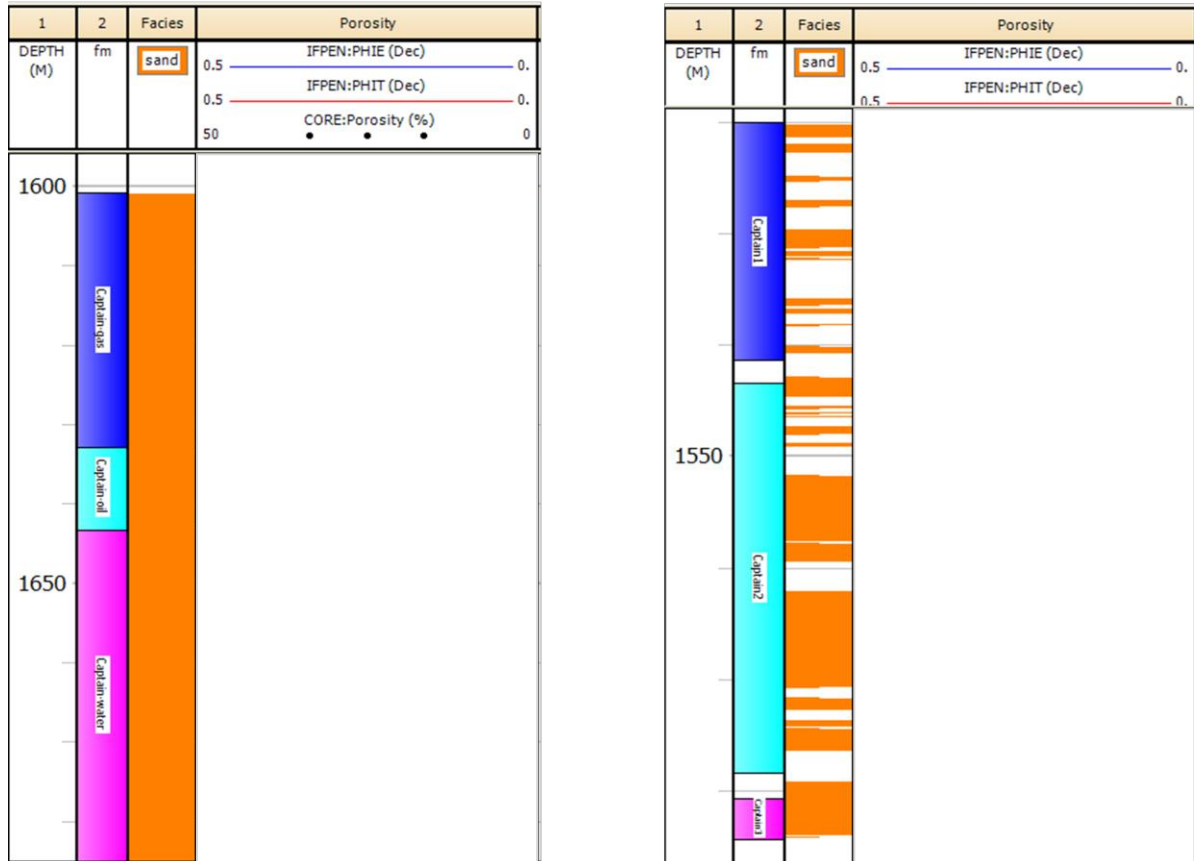 1 2 Facies Porosity
DEPTH (M) fm sand
IFPEN:PHIE (Dec)
0.5 0.
IFPEN:PHIT (Dec)
0.5 0.
CORE:Porosity (%)
50 0
1600
Captain-gas
Captain-oil
1650
Captain-water
1 2 Facies Porosity
DEPTH (M) fm sand
IFPEN:PHIE (Dec)
0.5 0.
IFPEN:PHIT (Dec)
0.5 0.
Captain1
1550
Captain2
Captain3